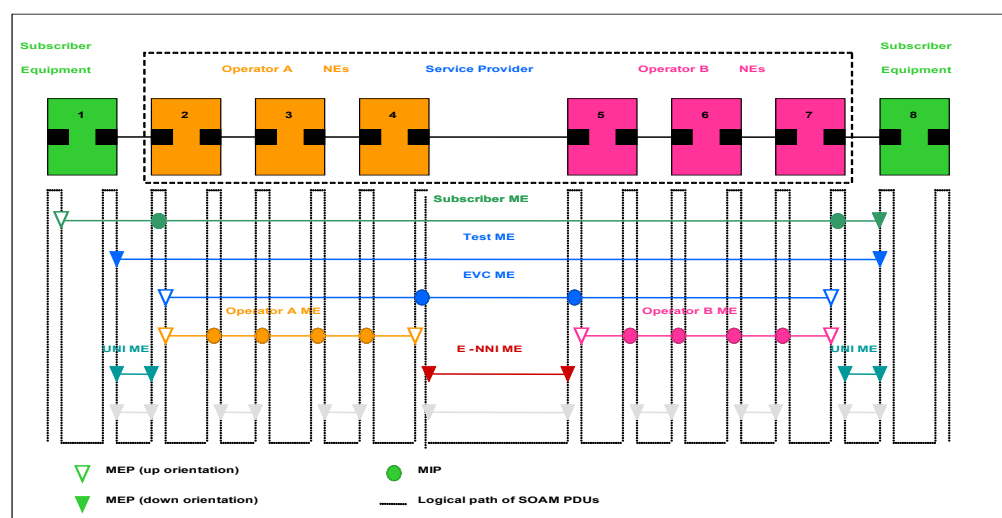 Subscriber
Equipment
Operator A NEs
Service Provider
Operator B NEs
Subscriber
Equipment
1
2
3
4
5
6
7
8
Subscriber ME
Test ME
EVC ME
Operator A ME
Operator B ME
UNI ME
E -NNI ME
UNI ME
MEP (up orientation)
MIP
MEP (down orientation)
Logical path of SOAM PDUs